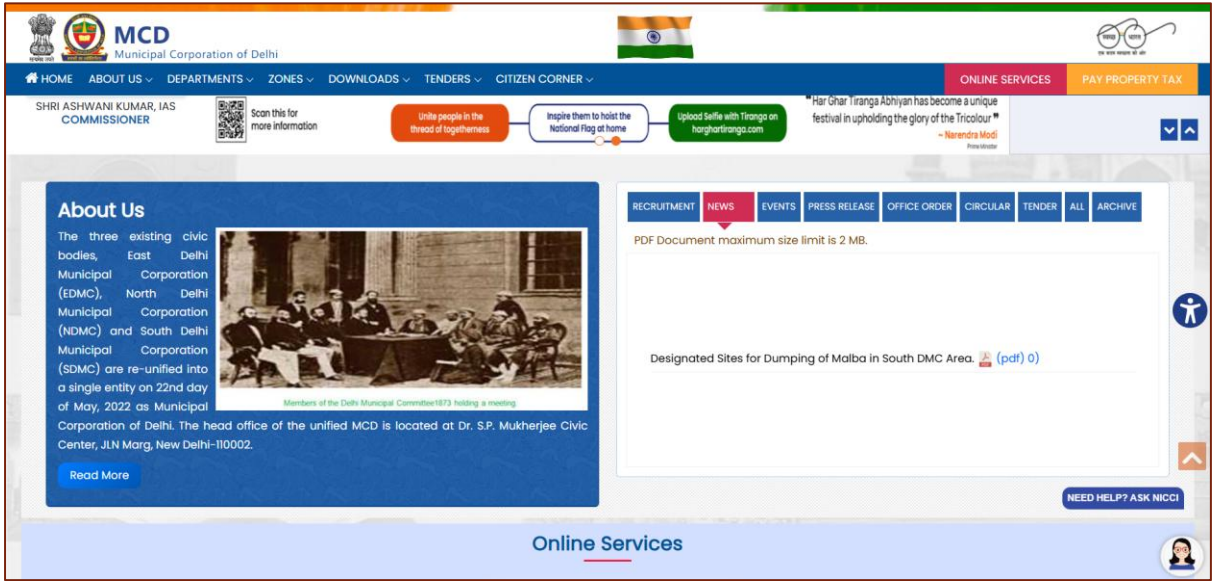 MCD
Municipal Corporation of Delhi
HOME ABOUT US DEPARTMENTS ZONES DOWNLOADS TENDERS CITIZEN CORNER ONLINE SERVICES PAY PROPERTY TAX
SHRI ASHWANI KUMAR, IAS
COMMISSIONER
Scan this for
more information
Unite people in the
thread of togetherness
Inspire them to hoist the
National Flag at home
Upload Selfie with Tiranga on
harghartiranga.com
"Har Ghar Tiranga Abhiyan has become a unique
festival in upholding the glory of the Tricolour"
~ Narendra Modi
Prime Minister
About Us
The three existing civic
bodies, East Delhi
Municipal Corporation
(EDMC), North Delhi
Municipal Corporation
(NDMC) and South Delhi
Municipal Corporation
(SDMC) are re-unified into
a single entity on 22nd day
of May, 2022 as Municipal
Corporation of Delhi. The head office of the unified MCD is located at Dr. S.P. Mukherjee Civic
Center, JLN Marg, New Delhi-110002.
Members of the Delhi Municipal Committee1873 holding a meeting
Read More
RECRUITMENT NEWS EVENTS PRESS RELEASE OFFICE ORDER CIRCULAR TENDER ALL ARCHIVE
PDF Document maximum size limit is 2 MB.
Designated Sites for Dumping of Malba in South DMC Area. (pdf) 0)
NEED HELP? ASK NICCI
Online Services